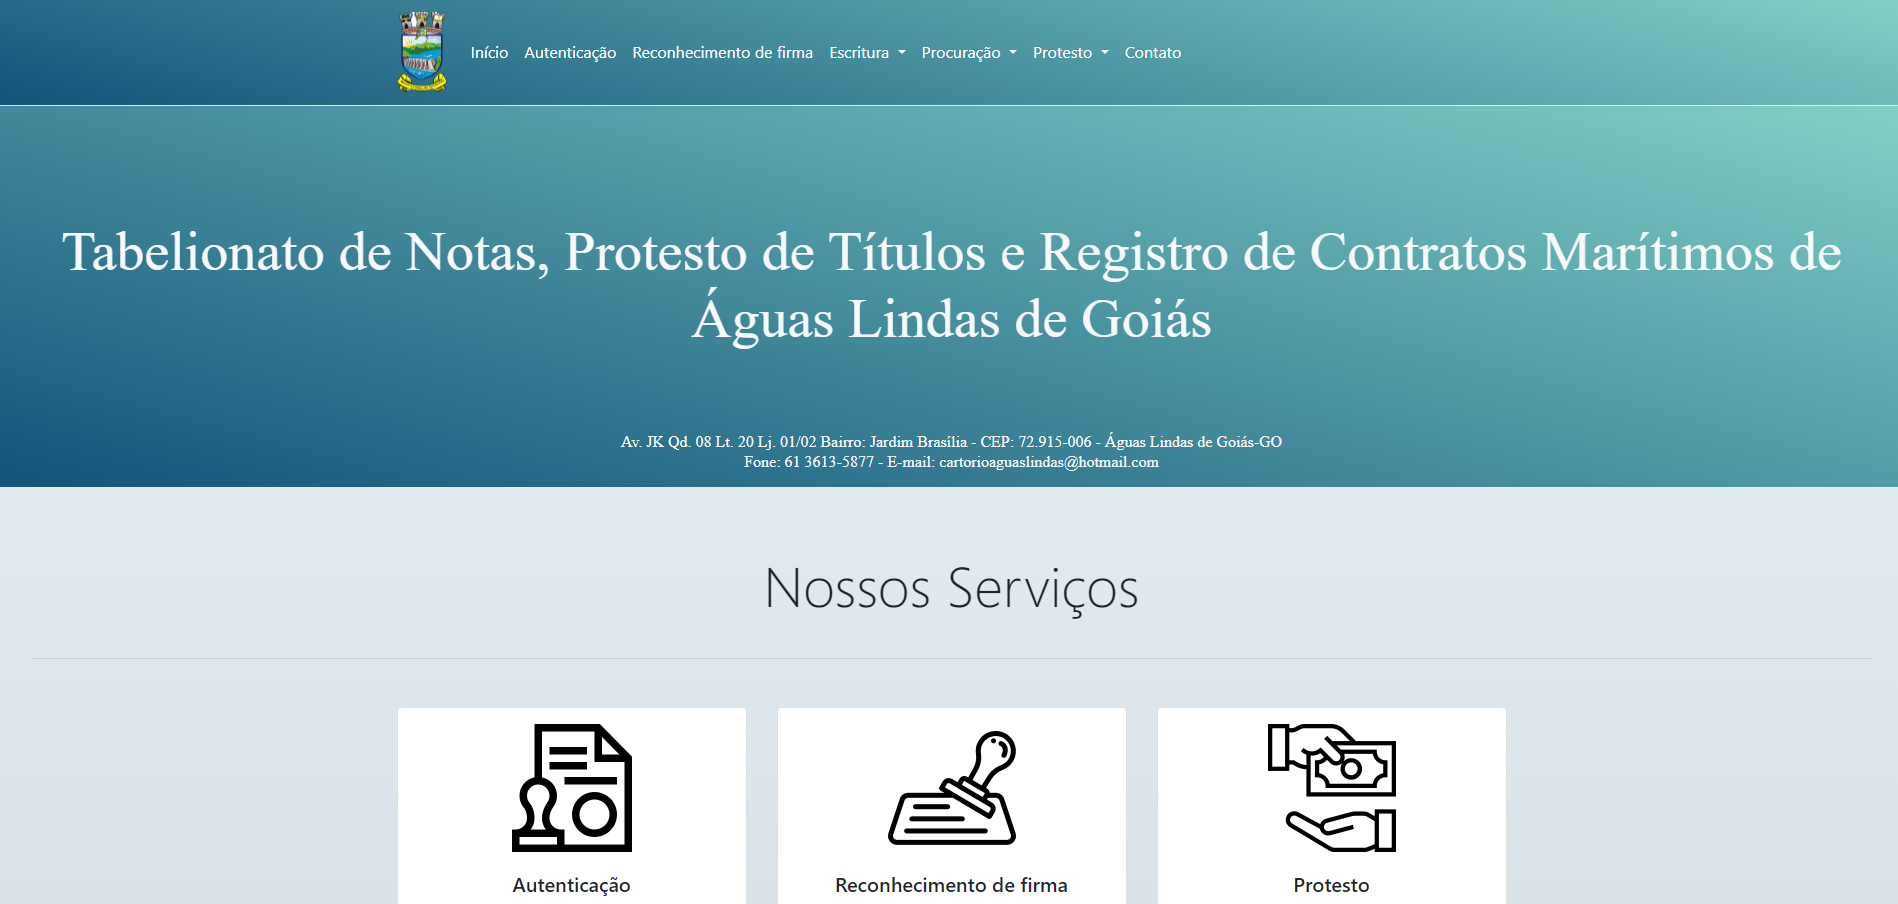 Início Autenticação Reconhecimento de firma Escritura Procuração Protesto Contato
Tabelionato de Notas, Protesto de Títulos e Registro de Contratos Marítimos de
Águas Lindas de Goiás
Av. JK Qd. 08 Lt. 20 Lj. 01/02 Bairro: Jardim Brasília - CEP: 72.915-006 - Águas Lindas de Goiás-GO
Fone: 61 3613-5877 - E-mail: cartorioaguaslindas@hotmail.com
Nossos Serviços
Autenticação
Reconhecimento de firma
Protesto